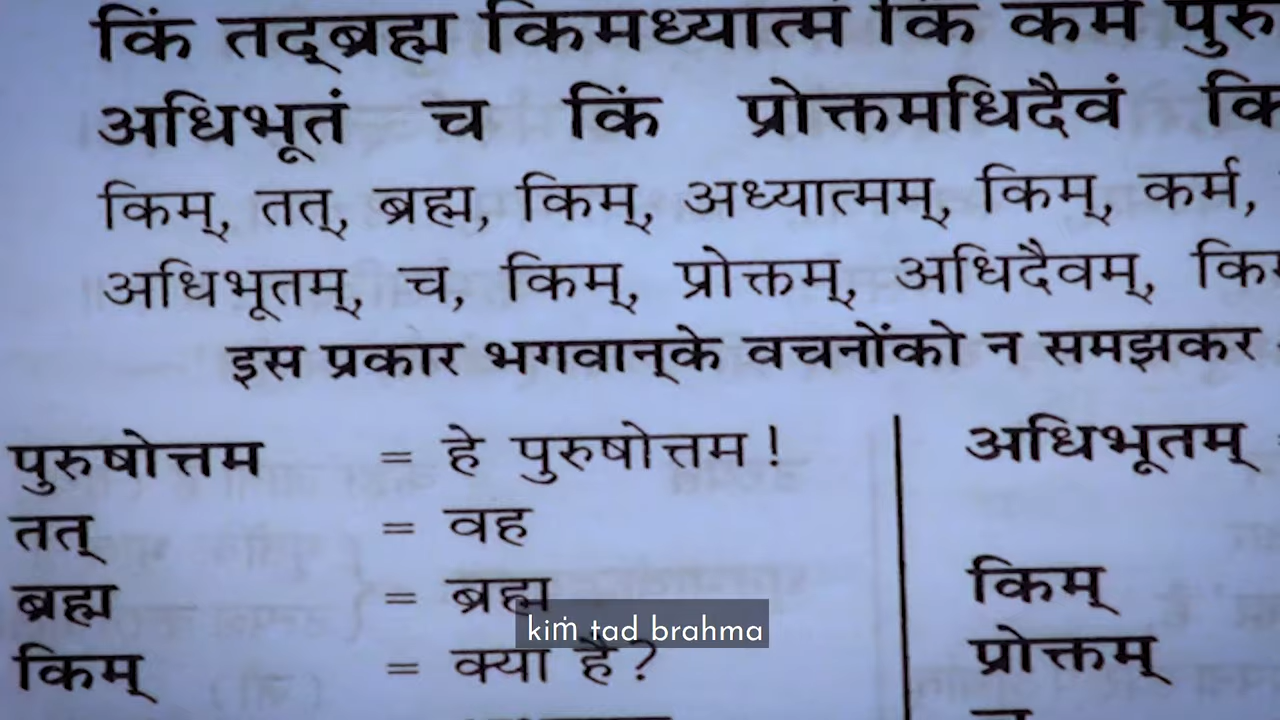 किं तद्ब्रह्म किमध्यात्मं किं कर्म
अधिभूतं च किं प्रोक्तमधिदैवं
किम्, तत्, ब्रह्म, किम्, अध्यात्मम्, किम्, कर्म,
अधिभूतम्, च, किम्, प्रोक्तम्, अधिदैवम्,
इस प्रकार भगवान्के वचनोंको न समझकर
पुरुषोत्तम = हे पुरुषोत्तम !
तत् = वह
ब्रह्म = ब्रह्म
किम् = क्या है?
अधिभूतम्
किम्
प्रोक्तम्
kiṁ tad brahma